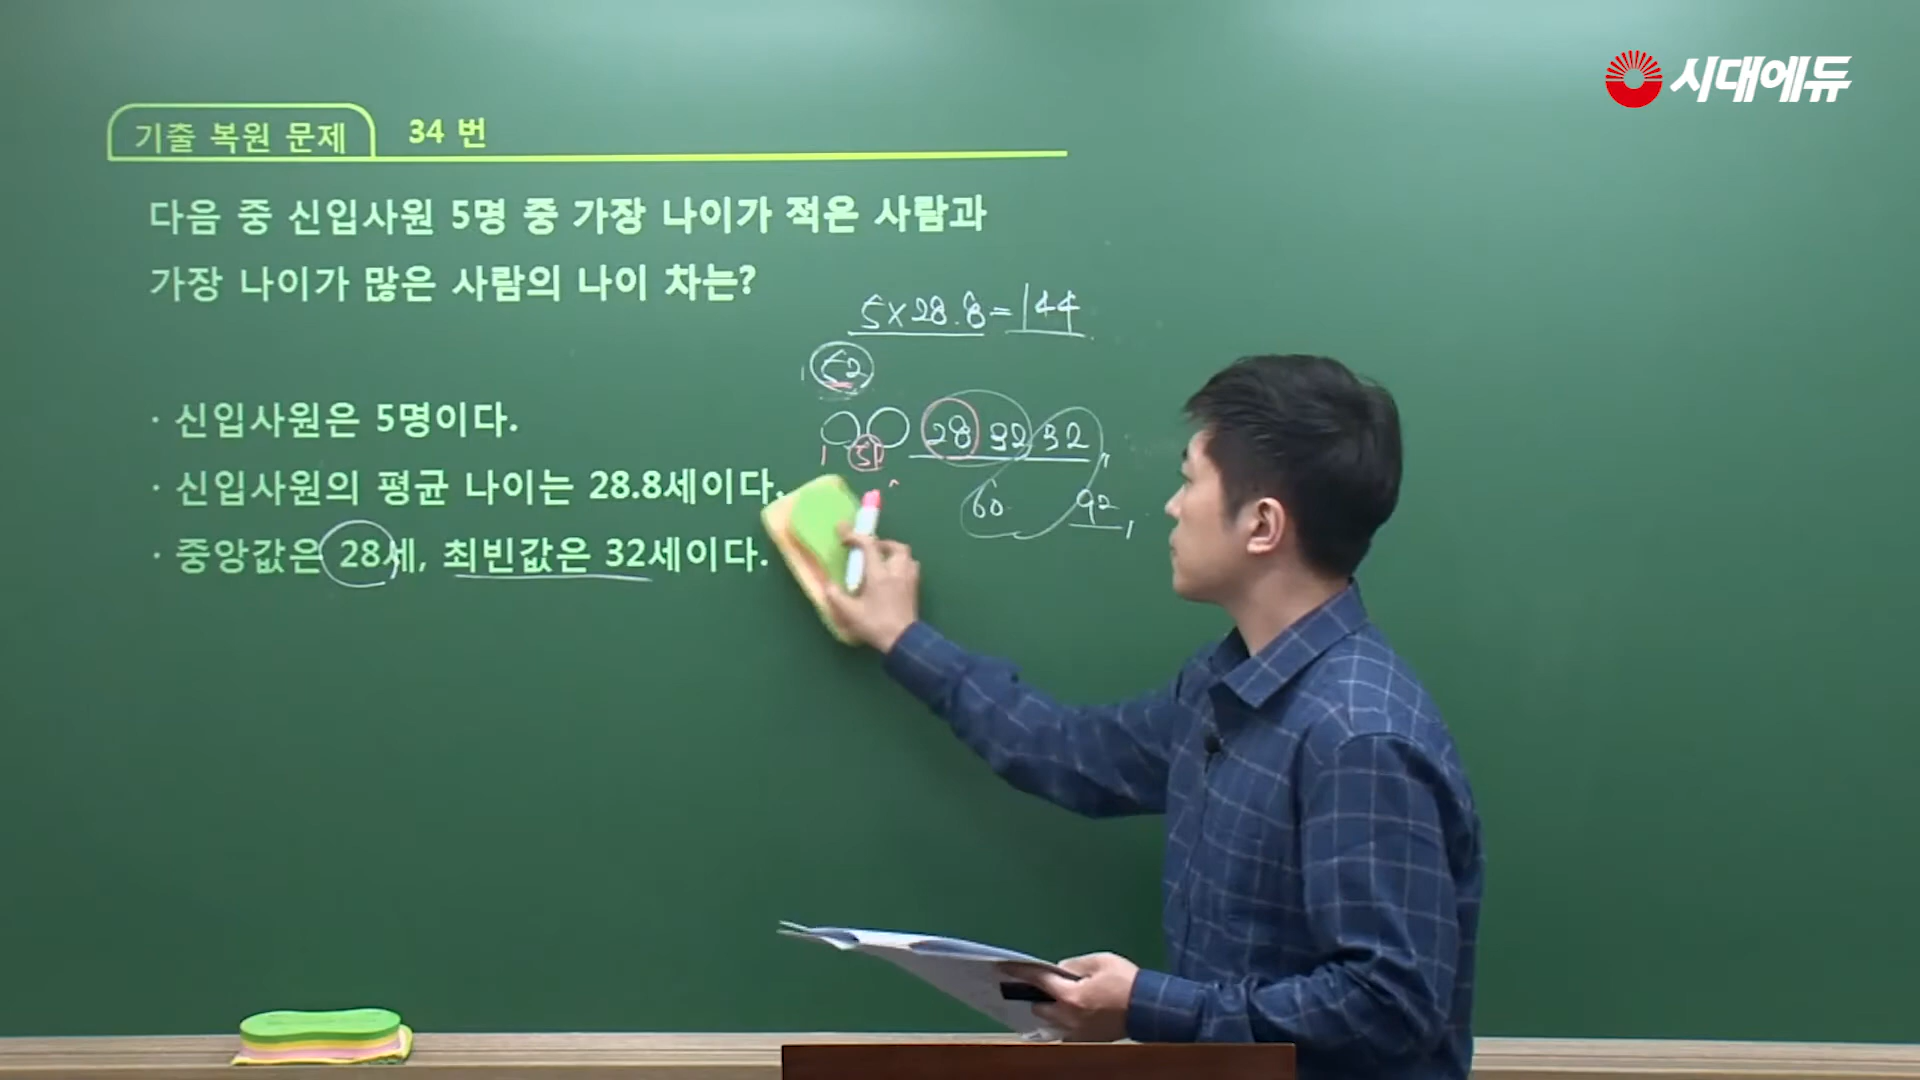 시대에듀
기출 복원 문제 34 번
다음 중 신입사원 5명 중 가장 나이가 적은 사람과
가장 나이가 많은 사람의 나이 차는?
5×28.8=144
52
28 32 32
1 51
60 92
· 신입사원은 5명이다.
· 신입사원의 평균 나이는 28.8세이다.
· 중앙값은 28세, 최빈값은 32세이다.